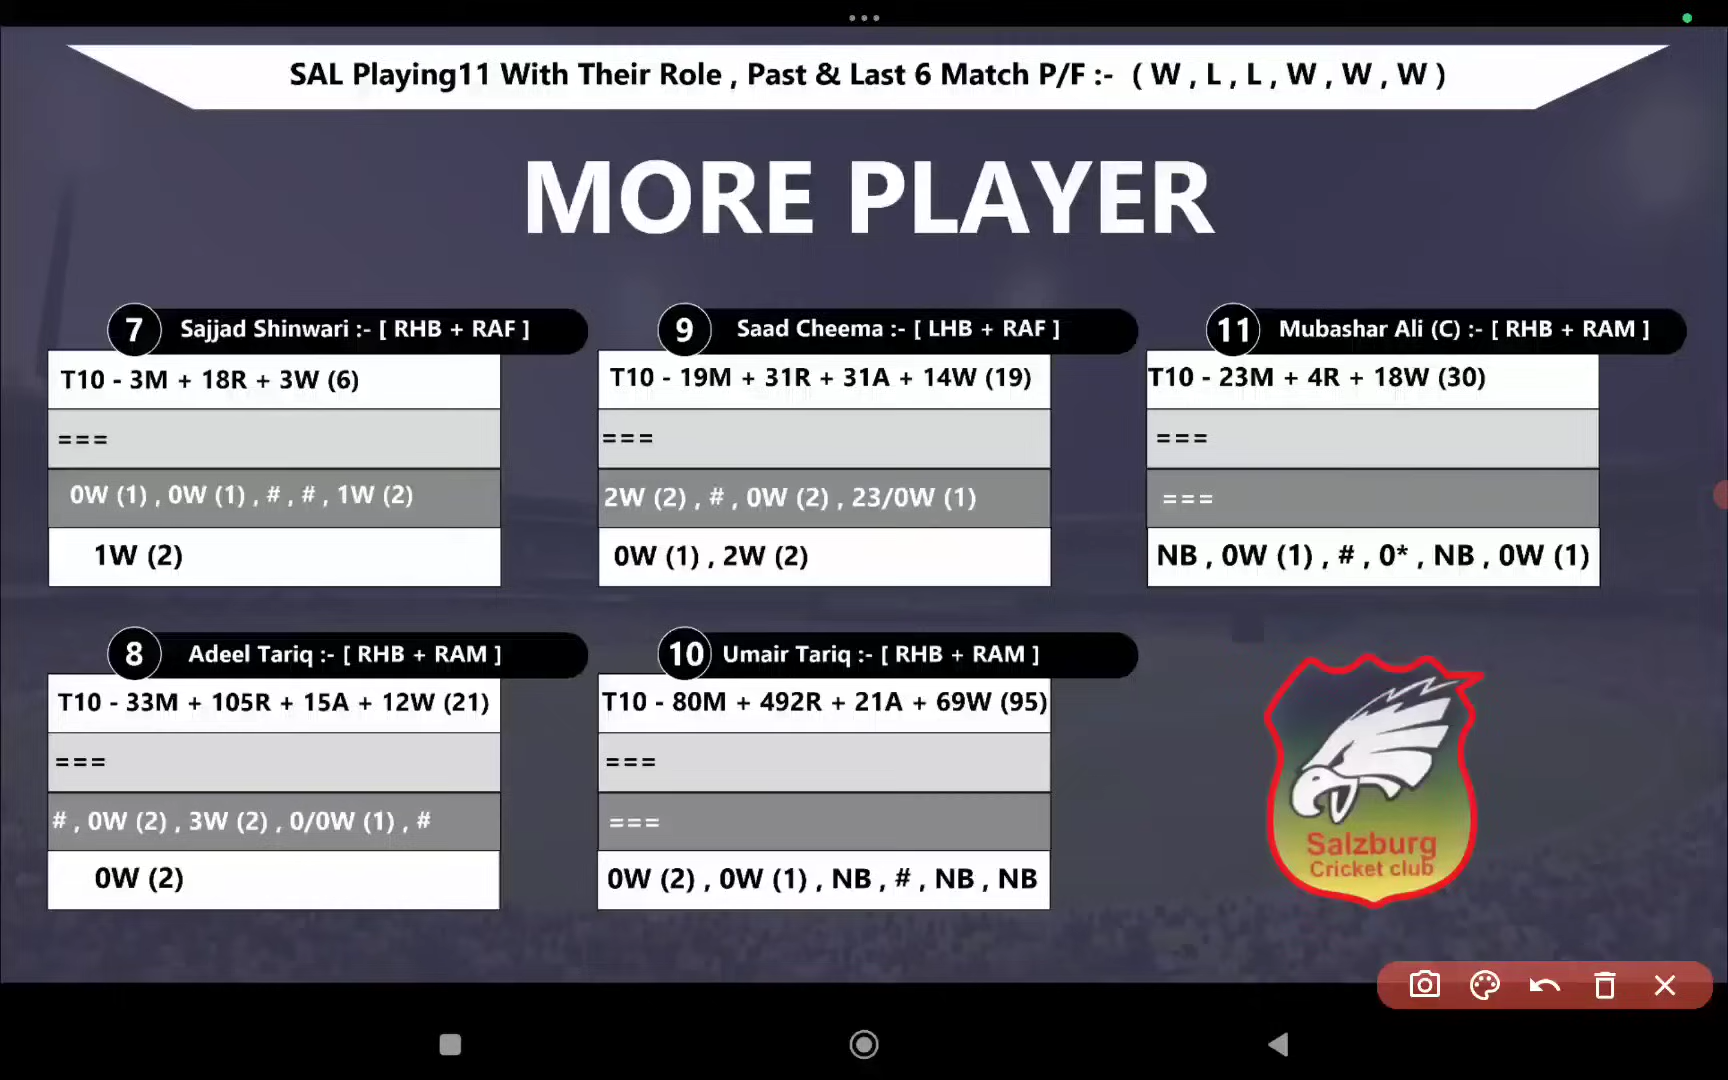 SAL Playing11 With Their Role , Past & Last 6 Match P/F :- ( W , L , L , W , W , W )
MORE PLAYER
7 Sajjad Shinwari :- [ RHB + RAF ]
T10 - 3M + 18R + 3W (6)
===
0W (1) , 0W (1) , # , # , 1W (2)
1W (2)
9 Saad Cheema :- [ LHB + RAF ]
T10 - 19M + 31R + 31A + 14W (19)
===
2W (2) , # , 0W (2) , 23/0W (1)
0W (1) , 2W (2)
11 Mubashar Ali (C) :- [ RHB + RAM ]
T10 - 23M + 4R + 18W (30)
===
===
NB , 0W (1) , # , 0* , NB , 0W (1)
8 Adeel Tariq :- [ RHB + RAM ]
T10 - 33M + 105R + 15A + 12W (21)
===
# , 0W (2) , 3W (2) , 0/0W (1) , #
0W (2)
10 Umair Tariq :- [ RHB + RAM ]
T10 - 80M + 492R + 21A + 69W (95)
===
===
0W (2) , 0W (1) , NB , # , NB , NB
Salzburg
Cricket club